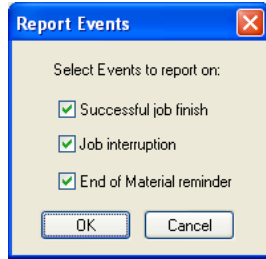 Report Events
Select Events to report on:
Successful job finish
Job interruption
End of Material reminder
OK Cancel